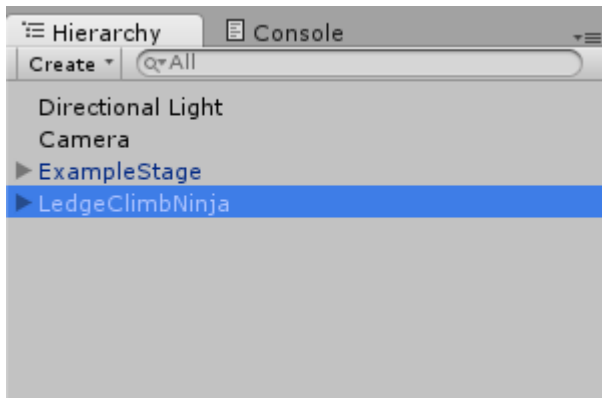 Hierarchy Console
Create All
Directional Light
Camera
ExampleStage
LedgeClimbNinja